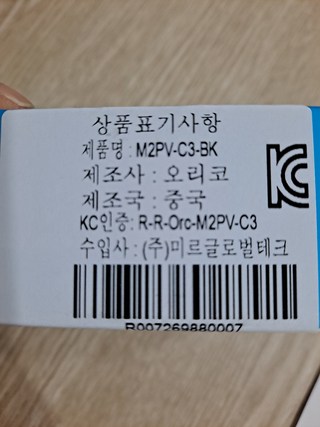 상품표기사항
제품명 : M2PV-C3-BK
제조사 : 오리코
제조국 : 중국
KC인증: R-R-Orc-M2PV-C3
수입사 : (주)미르글로벌테크
R007269880007